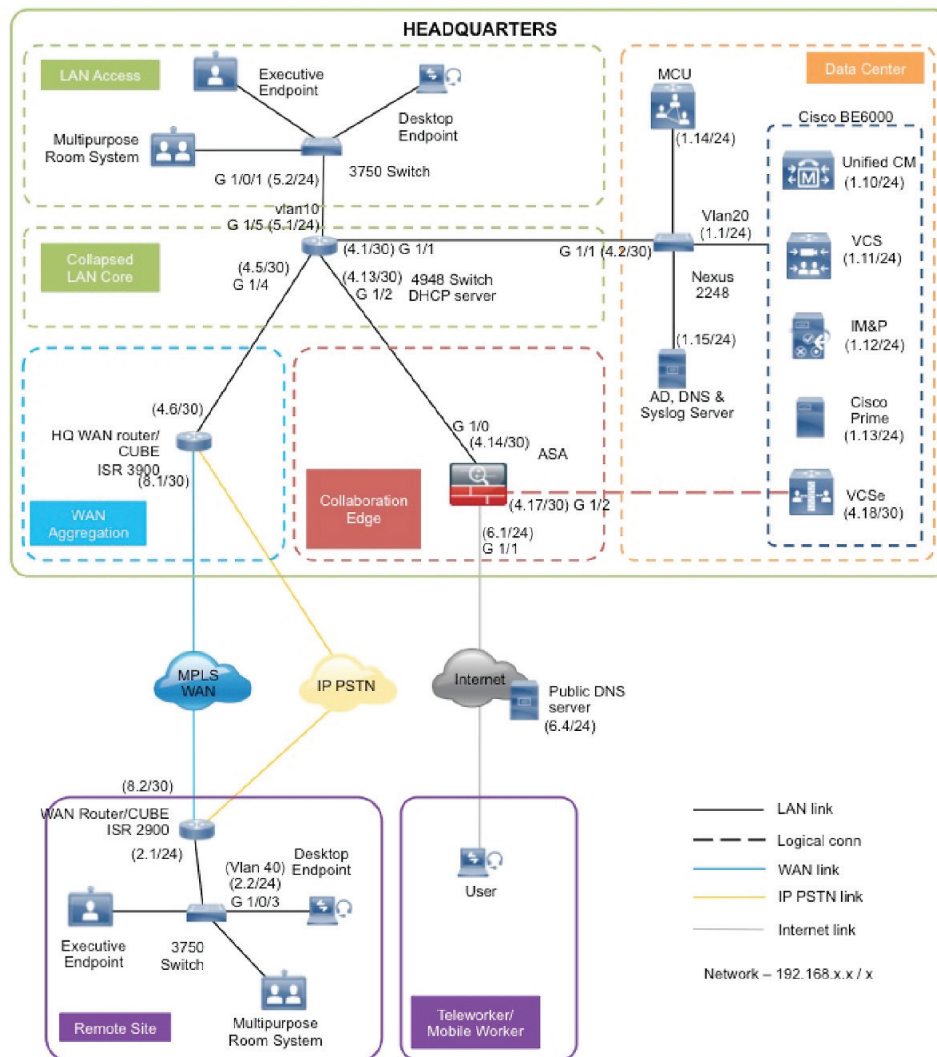 HEADQUARTERS
LAN Access
Executive
Endpoint
Desktop
Endpoint
Multipurpose
Room System
3750 Switch
G 1/0/1 (5.2/24)
vlan10
G 1/5 (5.1/24)
Collapsed
LAN Core
(4.1/30) G 1/1
(4.5/30)
G 1/4
(4.13/30)
G 1/2
4948 Switch
DHCP server
Data Center
MCU
(1.14/24)
Cisco BE6000
Unified CM
(1.10/24)
Vlan20
(1.1/24)
G 1/1 (4.2/30)
Nexus
2248
VCS
(1.11/24)
IM&P
(1.12/24)
(1.15/24)
AD, DNS &
Syslog Server
Cisco
Prime
(1.13/24)
VCSe
(4.18/30)
(4.6/30)
HQ WAN router/
CUBE
ISR 3900
(8.1/30)
WAN
Aggregation
G 1/0
(4.14/30)
ASA
Collaboration
Edge
(4.17/30) G 1/2
(6.1/24)
G 1/1
MPLS
WAN
IP PSTN
Internet
Public DNS
server
(6.4/24)
(8.2/30)
WAN Router/CUBE
ISR 2900
(2.1/24)
(Vlan 40)
(2.2/24)
G 1/0/3
Desktop
Endpoint
Executive
Endpoint
3750
Switch
Multipurpose
Room System
Remote Site
User
Teleworker/
Mobile Worker
LAN link
Logical conn
WAN link
IP PSTN link
Internet link
Network – 192.168.x.x / x